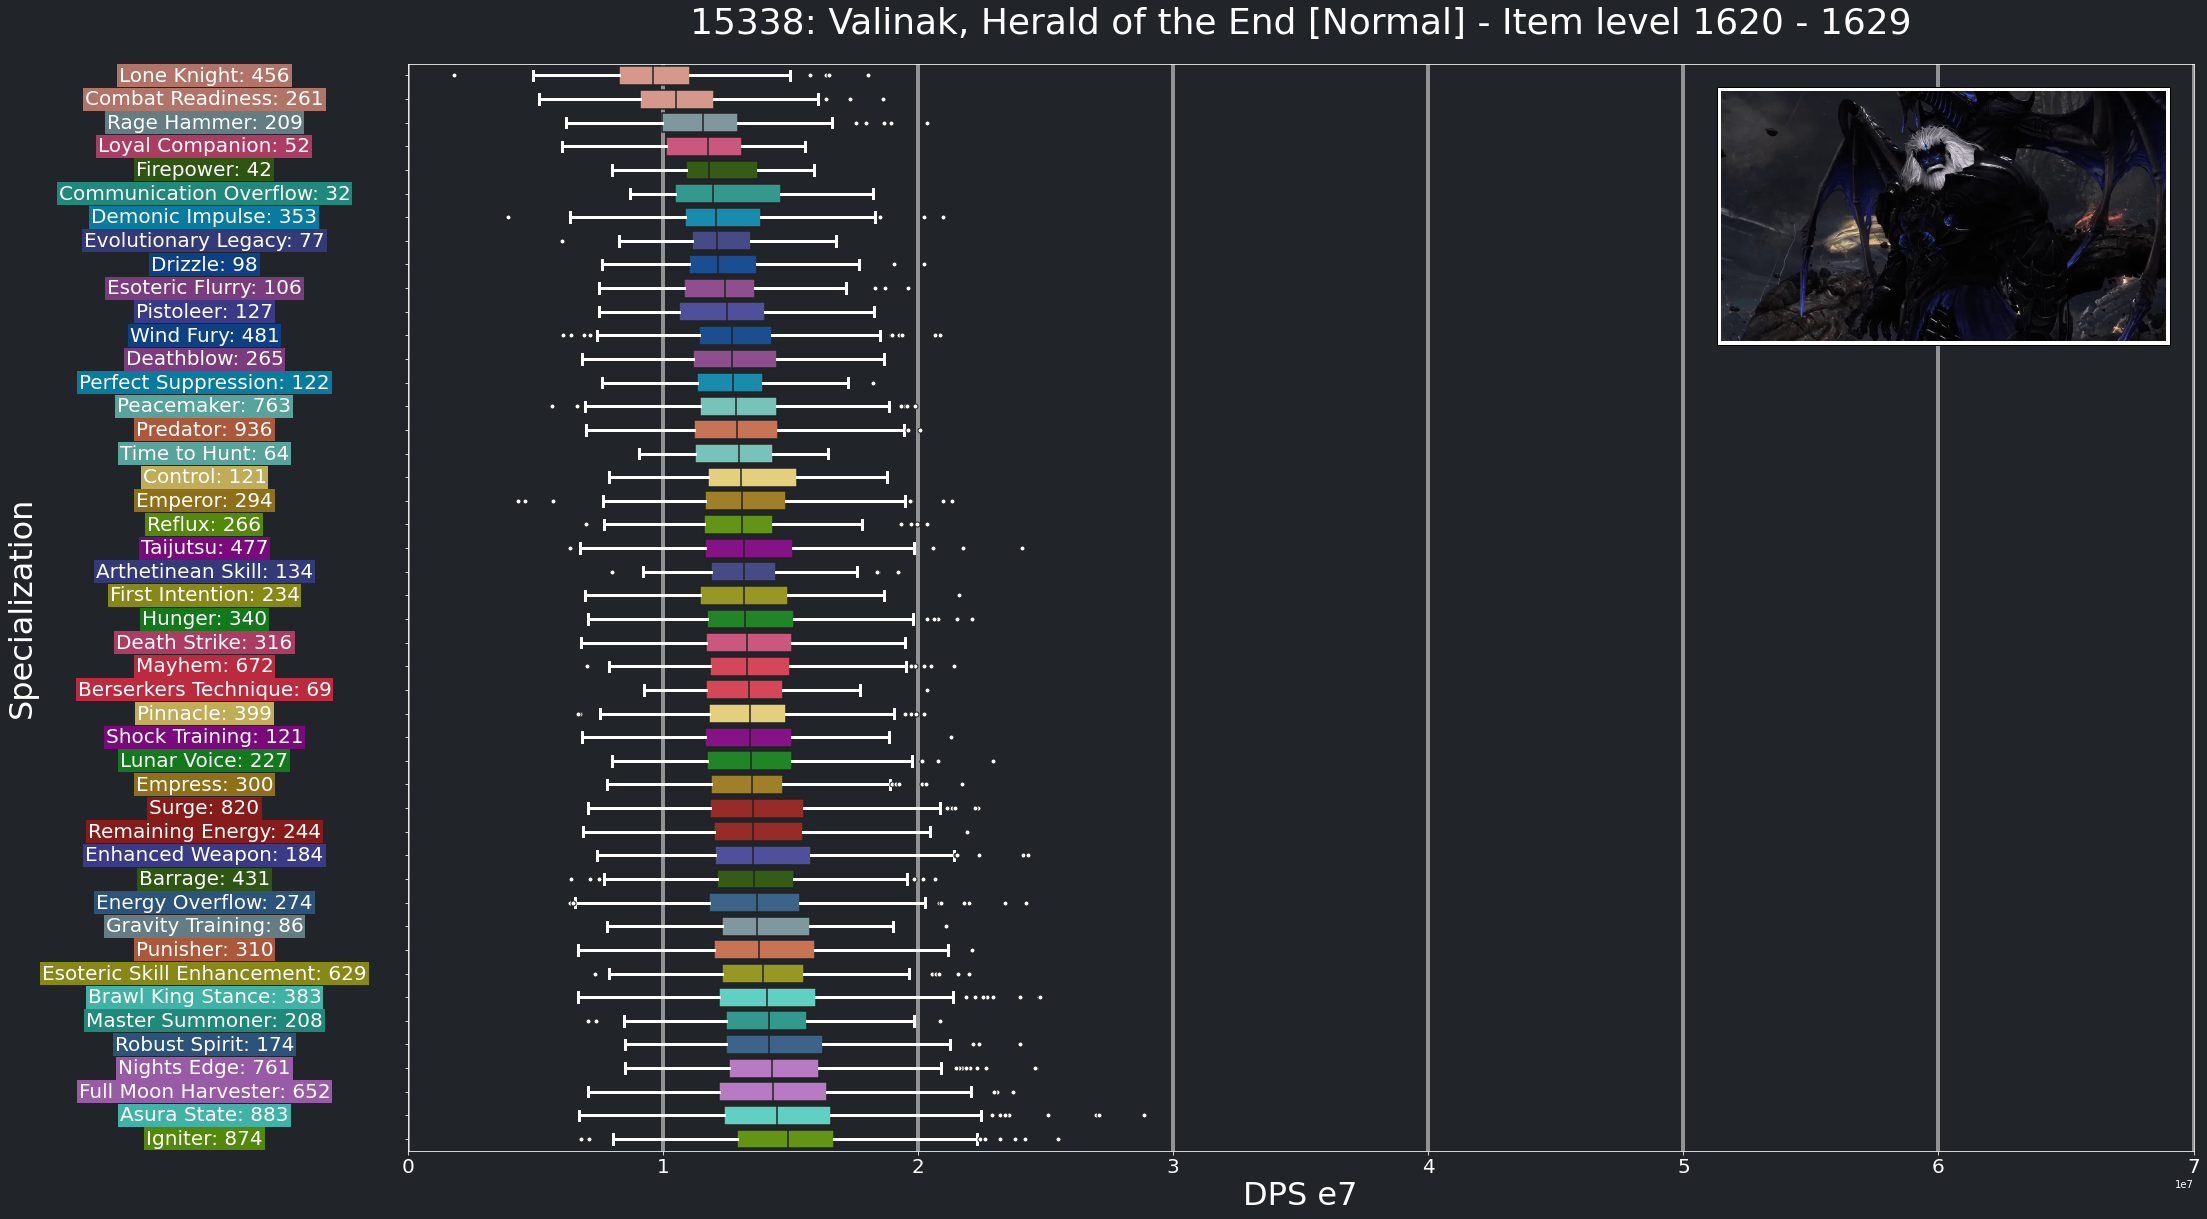 15338: Valinak, Herald of the End [Normal] - Item level 1620 - 1629
Lone Knight: 456
Combat Readiness: 261
Rage Hammer: 209
Loyal Companion: 52
Firepower: 42
Communication Overflow: 32
Demonic Impulse: 353
Evolutionary Legacy: 77
Drizzle: 98
Esoteric Flurry: 106
Pistoleer: 127
Wind Fury: 481
Deathblow: 265
Perfect Suppression: 122
Peacemaker: 763
Predator: 936
Time to Hunt: 64
Control: 121
Emperor: 294
Reflux: 266
Taijutsu: 477
Arthetinean Skill: 134
First Intention: 234
Hunger: 340
Death Strike: 316
Mayhem: 672
Berserkers Technique: 69
Pinnacle: 399
Shock Training: 121
Lunar Voice: 227
Empress: 300
Surge: 820
Remaining Energy: 244
Enhanced Weapon: 184
Barrage: 431
Energy Overflow: 274
Gravity Training: 86
Punisher: 310
Esoteric Skill Enhancement: 629
Brawl King Stance: 383
Master Summoner: 208
Robust Spirit: 174
Nights Edge: 761
Full Moon Harvester: 652
Asura State: 883
Igniter: 874
Specialization
0 1 2 3 4 5 6 7
1e7
DPS e7